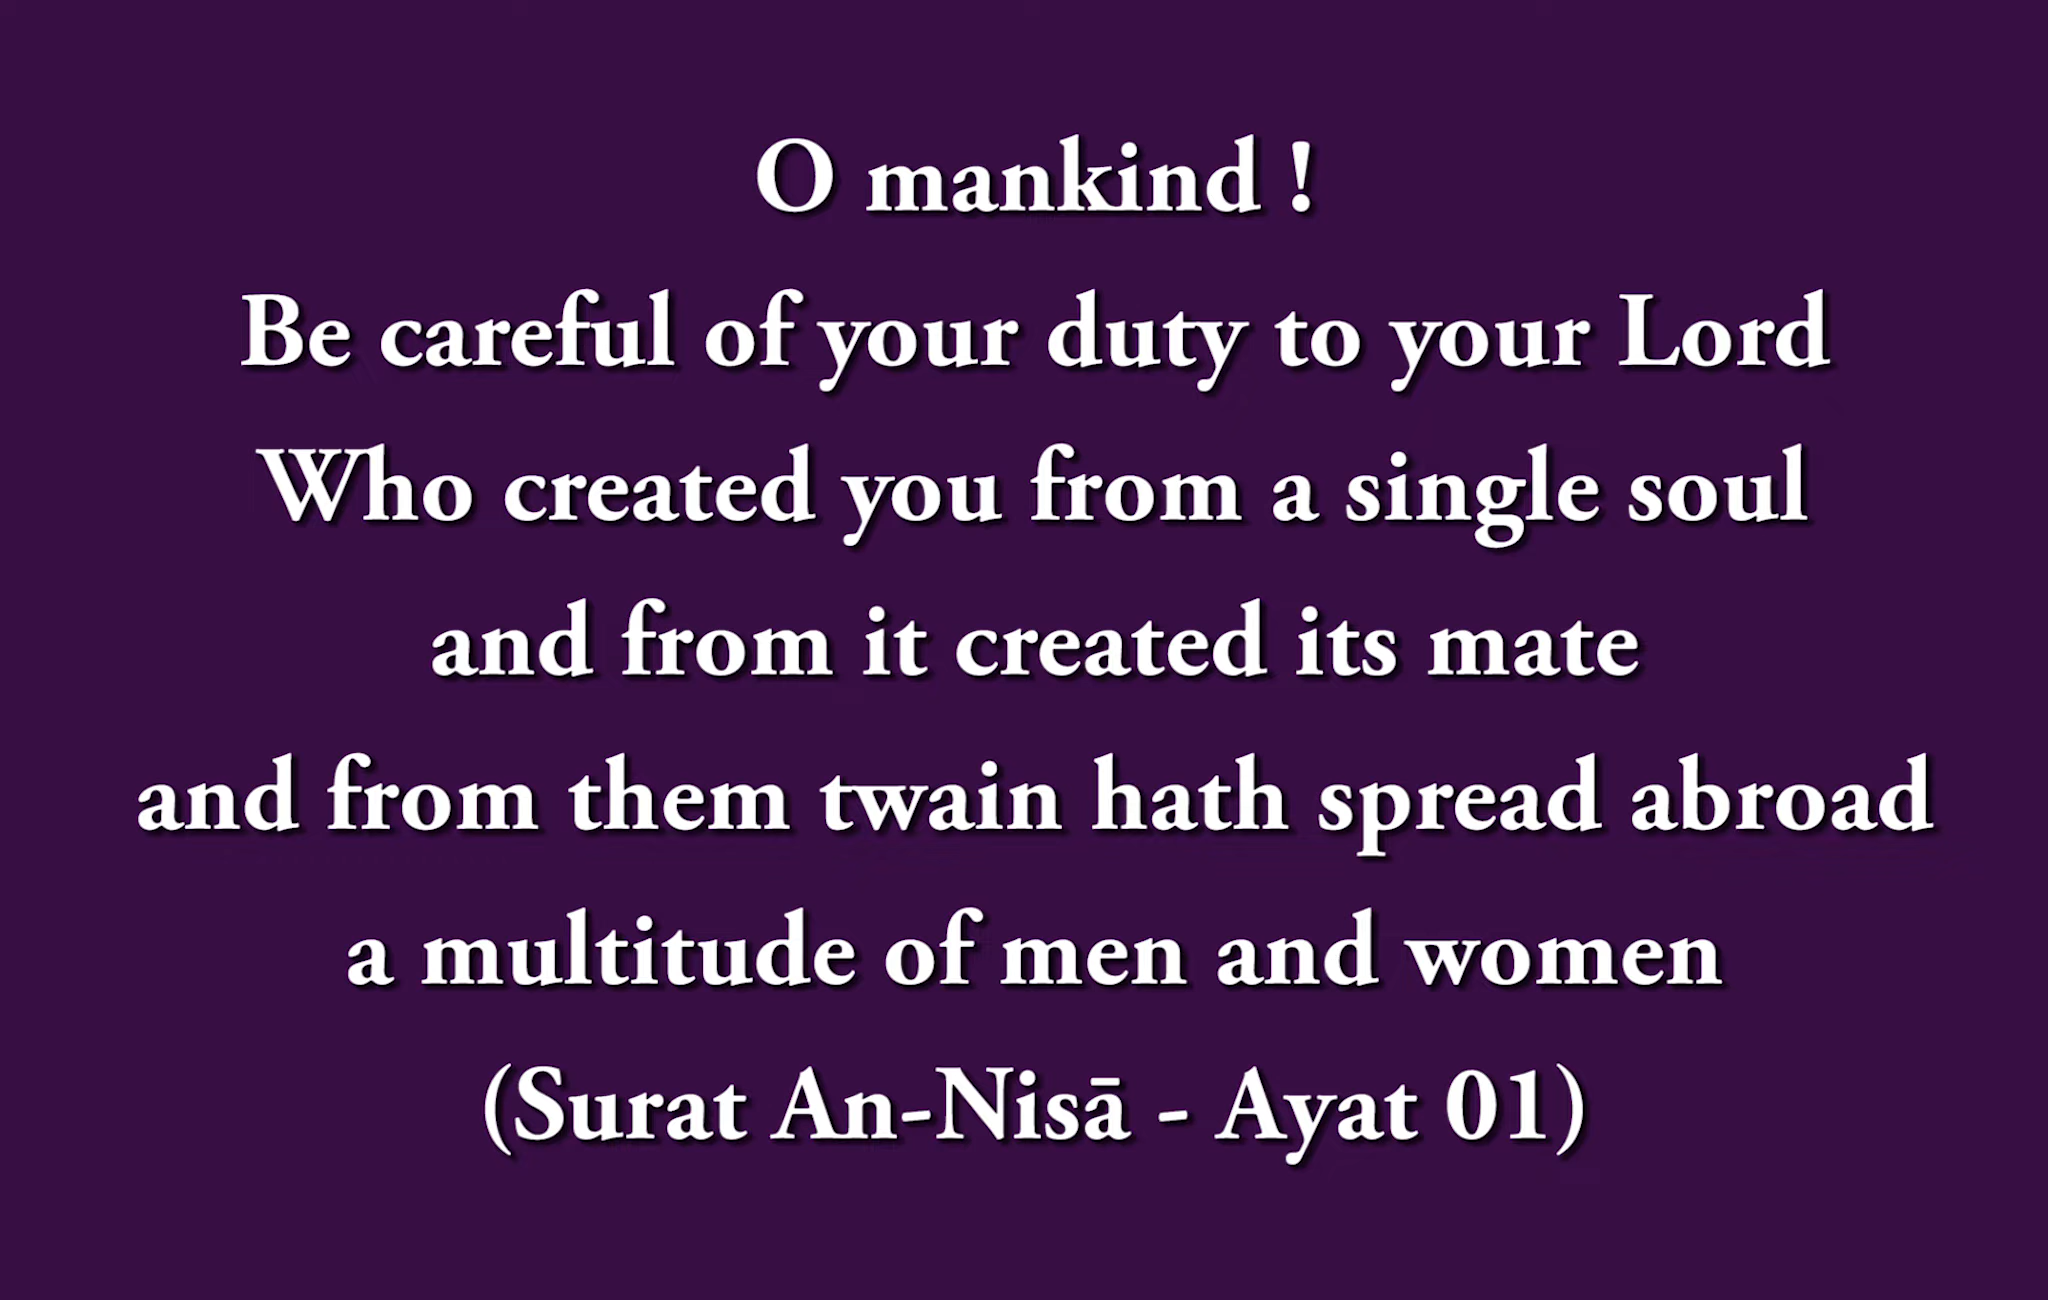 O mankind !
Be careful of your duty to your Lord
Who created you from a single soul
and from it created its mate
and from them twain hath spread abroad
a multitude of men and women
(Surat An-Nisā - Ayat 01)